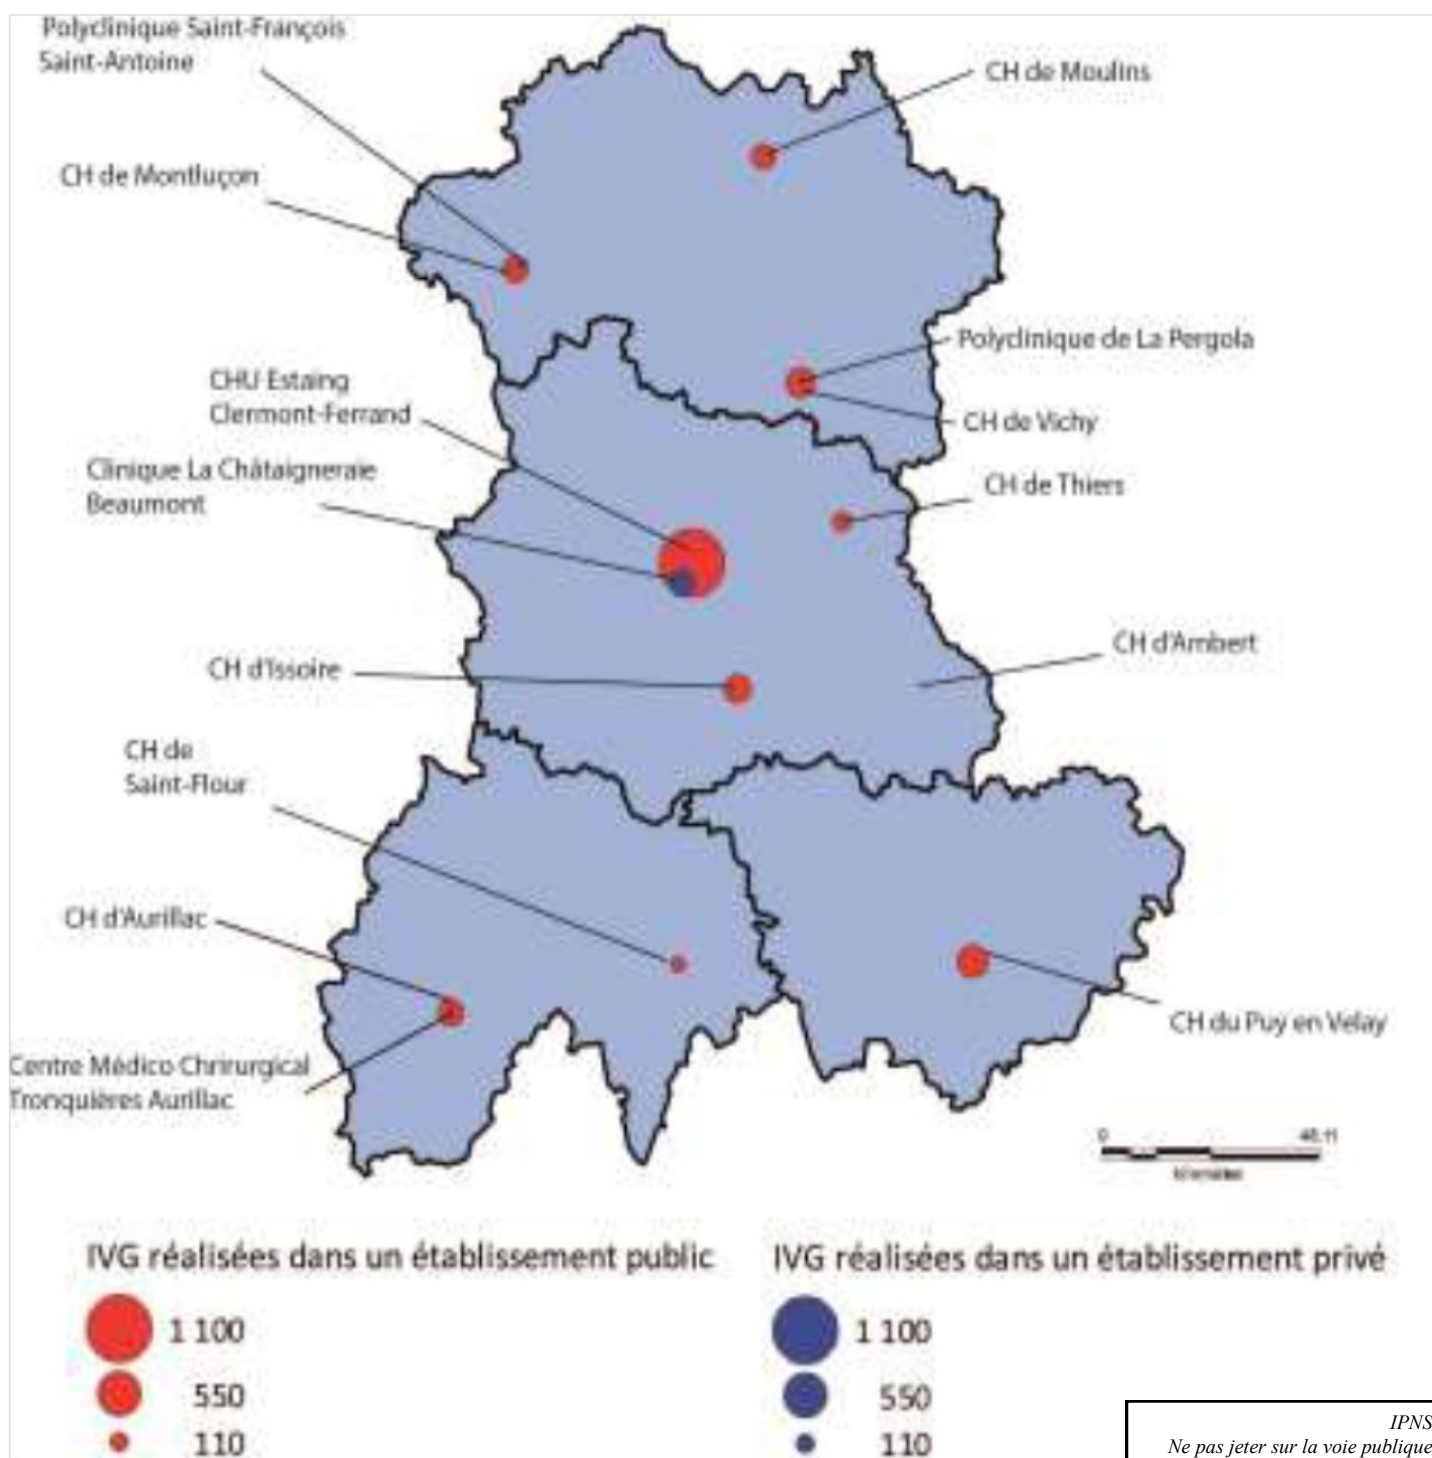 Polyclinique Saint-François
Saint-Antoine
CH de Moulins
CH de Montluçon
Polyclinique de La Pergola
CHU Estaing
Clermont-Ferrand
CH de Vichy
Clinique La Châtaigneraie
Beaumont
CH de Thiers
CH d'Ambert
CH d'Issoire
CH de
Saint-Flour
CH d'Aurillac
CH du Puy en Velay
Centre Médico Chrirurgical
Tronquières Aurillac
0
kilomètres
IVG réalisées dans un établissement public
1 100
550
110
IVG réalisées dans un établissement privé
1 100
550
110
IPNS
Ne pas jeter sur la voie publique